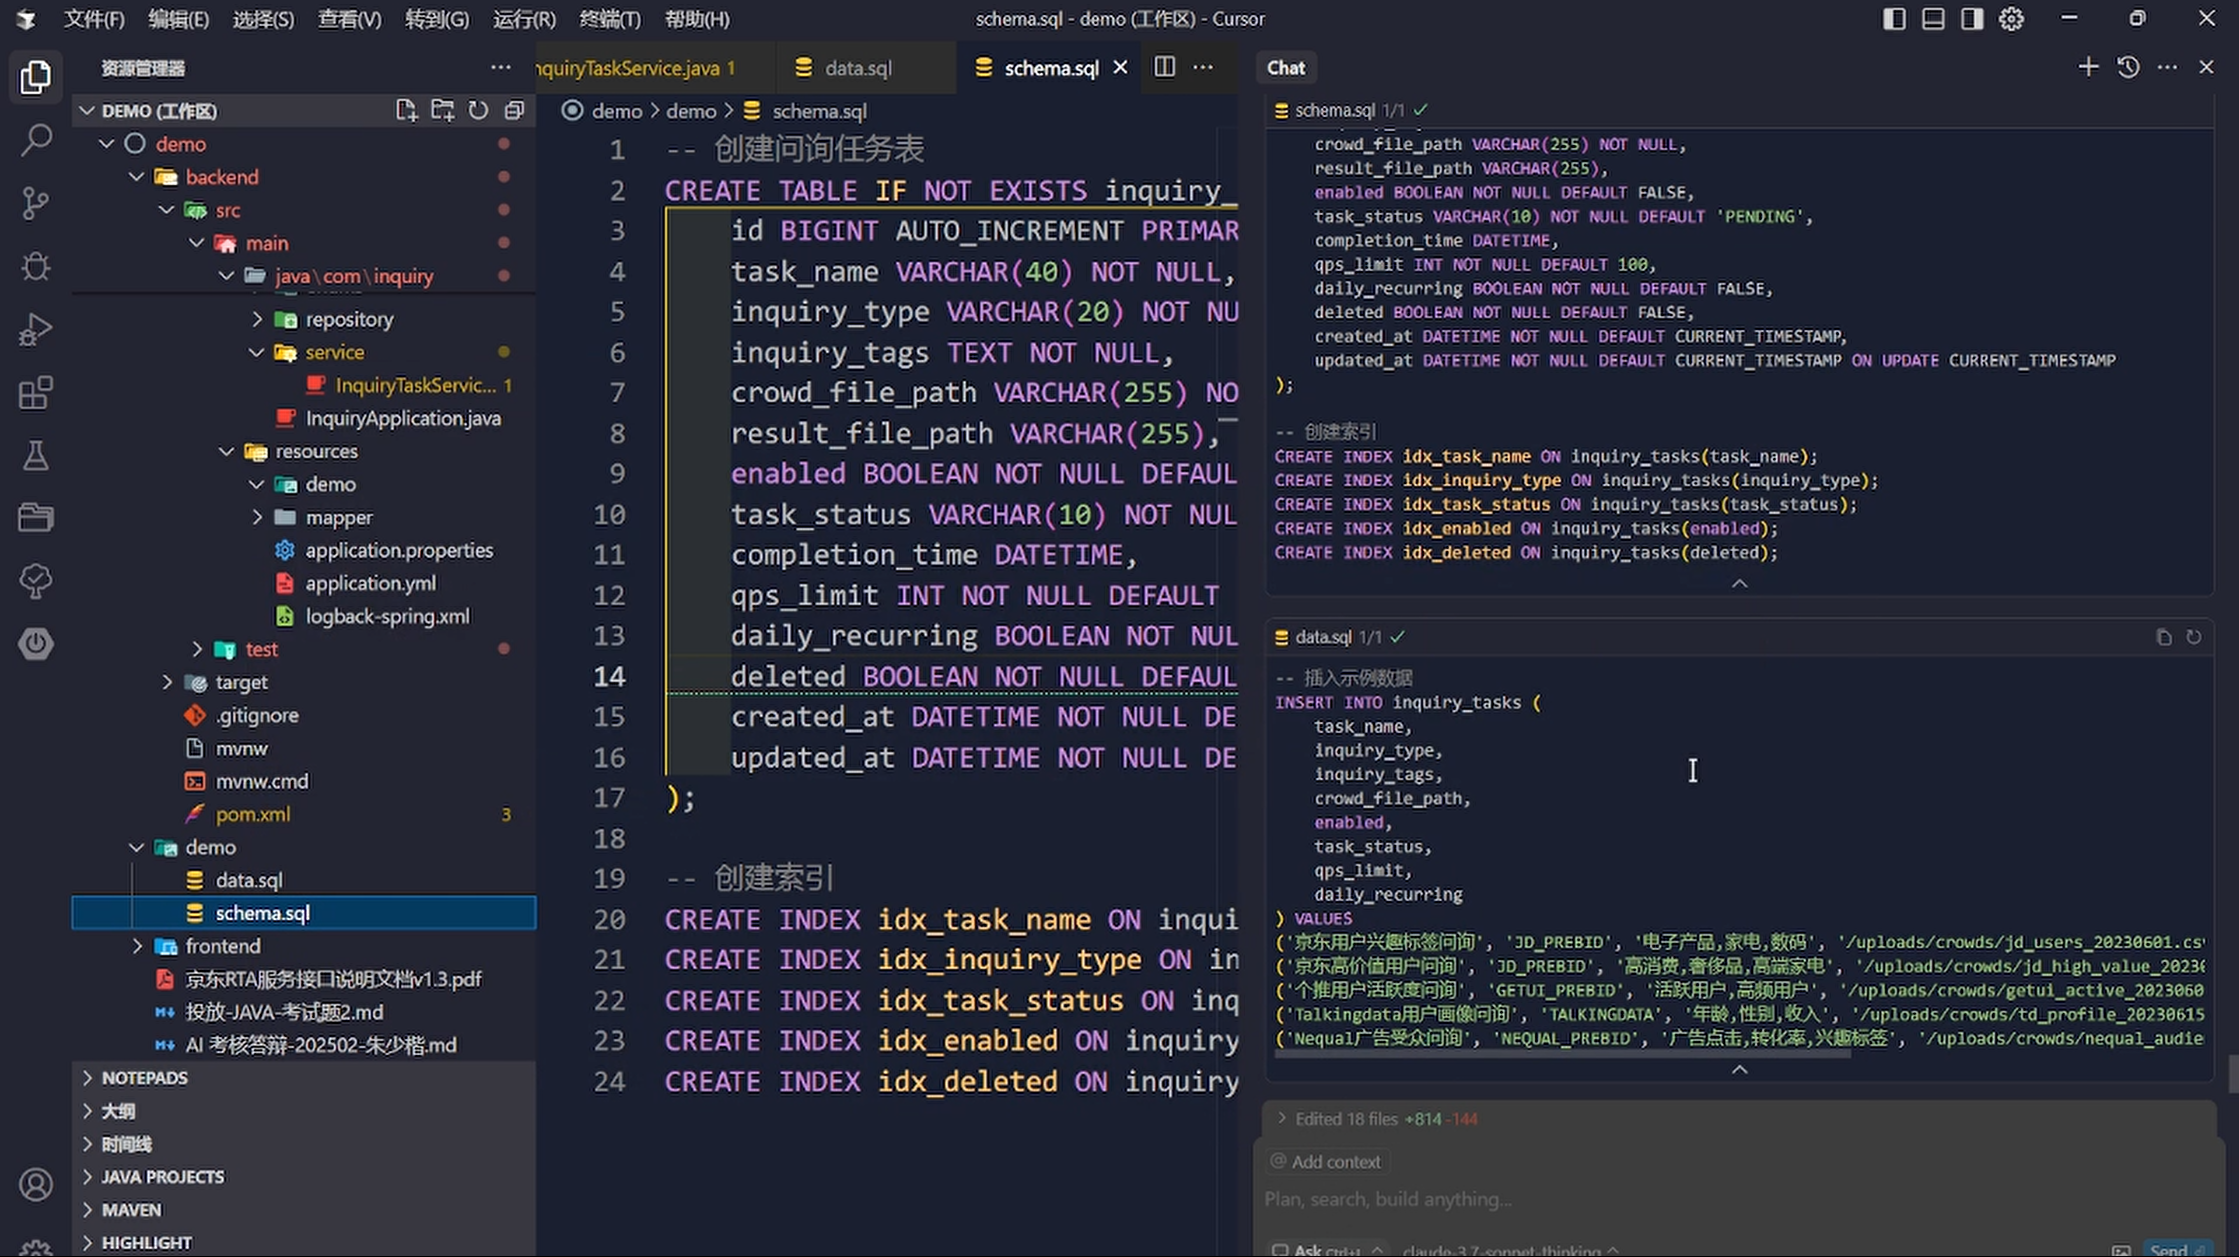 文件(F) 编辑(E) 选择(S) 查看(V) 转到(G) 运行(R) 终端(T) 帮助(H)
schema.sql - demo (工作区) - Cursor
资源管理器
DEMO (工作区)
demo
backend
src
main
java\com\inquiry
repository
service
InquiryTaskServic... 1
InquiryApplication.java
resources
demo
mapper
application.properties
application.yml
logback-spring.xml
test
target
.gitignore
mvnw
mvnw.cmd
pom.xml 3
demo
data.sql
schema.sql
frontend
京东RTA服务接口说明文档v1.3.pdf
投放-JAVA-考试题2.md
AI 考核答辩-202502-朱少楷.md
NOTEPADS
大纲
时间线
JAVA PROJECTS
MAVEN
HIGHLIGHT
nquiryTaskService.java 1
data.sql
schema.sql
demo > demo > schema.sql
1 -- 创建问询任务表
2 CREATE TABLE IF NOT EXISTS inquiry_
3 id BIGINT AUTO_INCREMENT PRIMAR
4 task_name VARCHAR(40) NOT NULL,
5 inquiry_type VARCHAR(20) NOT NU
6 inquiry_tags TEXT NOT NULL,
7 crowd_file_path VARCHAR(255) NO
8 result_file_path VARCHAR(255),
9 enabled BOOLEAN NOT NULL DEFAUL
10 task_status VARCHAR(10) NOT NUL
11 completion_time DATETIME,
12 qps_limit INT NOT NULL DEFAULT
13 daily_recurring BOOLEAN NOT NUL
14 deleted BOOLEAN NOT NULL DEFAUL
15 created_at DATETIME NOT NULL DE
16 updated_at DATETIME NOT NULL DE
17 );
18
19 -- 创建索引
20 CREATE INDEX idx_task_name ON inqui
21 CREATE INDEX idx_inquiry_type ON in
22 CREATE INDEX idx_task_status ON inq
23 CREATE INDEX idx_enabled ON inquiry
24 CREATE INDEX idx_deleted ON inquiry
Chat
schema.sql 1/1
crowd_file_path VARCHAR(255) NOT NULL,
result_file_path VARCHAR(255),
enabled BOOLEAN NOT NULL DEFAULT FALSE,
task_status VARCHAR(10) NOT NULL DEFAULT 'PENDING',
completion_time DATETIME,
qps_limit INT NOT NULL DEFAULT 100,
daily_recurring BOOLEAN NOT NULL DEFAULT FALSE,
deleted BOOLEAN NOT NULL DEFAULT FALSE,
created_at DATETIME NOT NULL DEFAULT CURRENT_TIMESTAMP,
updated_at DATETIME NOT NULL DEFAULT CURRENT_TIMESTAMP ON UPDATE CURRENT_TIMESTAMP
);
-- 创建索引
CREATE INDEX idx_task_name ON inquiry_tasks(task_name);
CREATE INDEX idx_inquiry_type ON inquiry_tasks(inquiry_type);
CREATE INDEX idx_task_status ON inquiry_tasks(task_status);
CREATE INDEX idx_enabled ON inquiry_tasks(enabled);
CREATE INDEX idx_deleted ON inquiry_tasks(deleted);
data.sql 1/1
-- 插入示例数据
INSERT INTO inquiry_tasks (
task_name,
inquiry_type,
inquiry_tags,
crowd_file_path,
enabled,
task_status,
qps_limit,
daily_recurring
) VALUES
('京东用户兴趣标签问询', 'JD_PREBID', '电子产品,家电,数码', '/uploads/crowds/jd_users_20230601.csv
('京东高价值用户问询', 'JD_PREBID', '高消费,奢侈品,高端家电', '/uploads/crowds/jd_high_value_20230
('个推用户活跃度问询', 'GETUI_PREBID', '活跃用户,高频用户', '/uploads/crowds/getui_active_2023060
('Talkingdata用户画像问询', 'TALKINGDATA', '年龄,性别,收入', '/uploads/crowds/td_profile_20230615
('Nequal广告受众问询', 'NEQUAL_PREBID', '广告点击,转化率,兴趣标签', '/uploads/crowds/nequal_audie
Edited 18 files +814 -144
@ Add context
Plan, search, build anything...
Ask Ctrl+L claude-3.7-sonnet-thinking Send